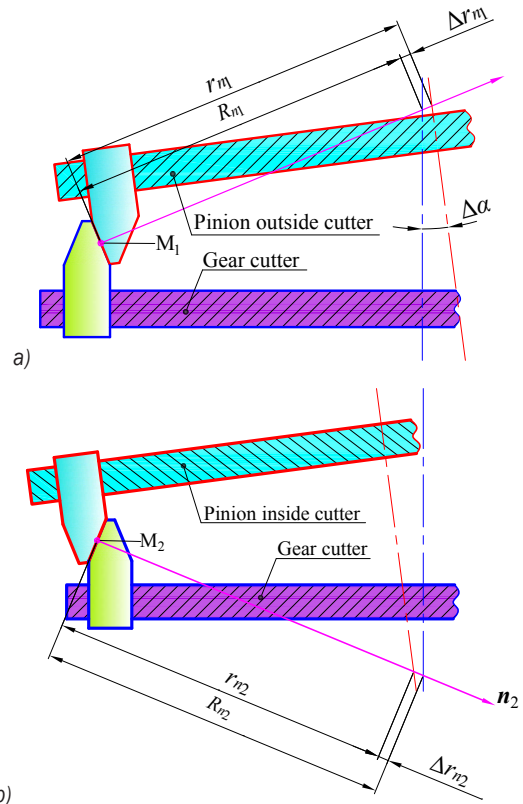 Δr_{n1}
r_{n1}
R_{n1}
Pinion outside cutter
Δα
M₁
Gear cutter
a)
Pinion inside cutter
M₂
Gear cutter
r_{n2}
R_{n2}
n₂
Δr_{n2}
b)